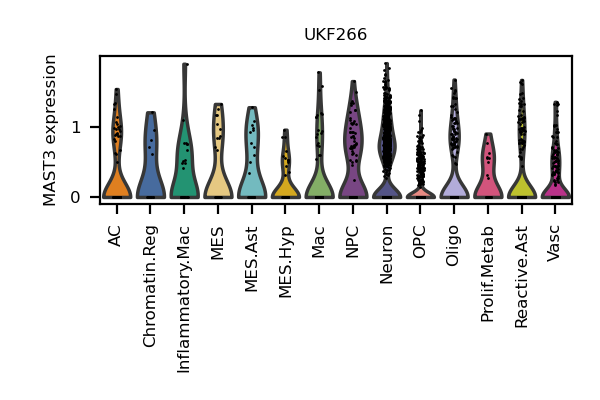 UKF266
MAST3 expression
1
0
AC
Chromatin.Reg
Inflammatory.Mac
MES
MES.Ast
MES.Hyp
Mac
NPC
Neuron
OPC
Oligo
Prolif.Metab
Reactive.Ast
Vasc